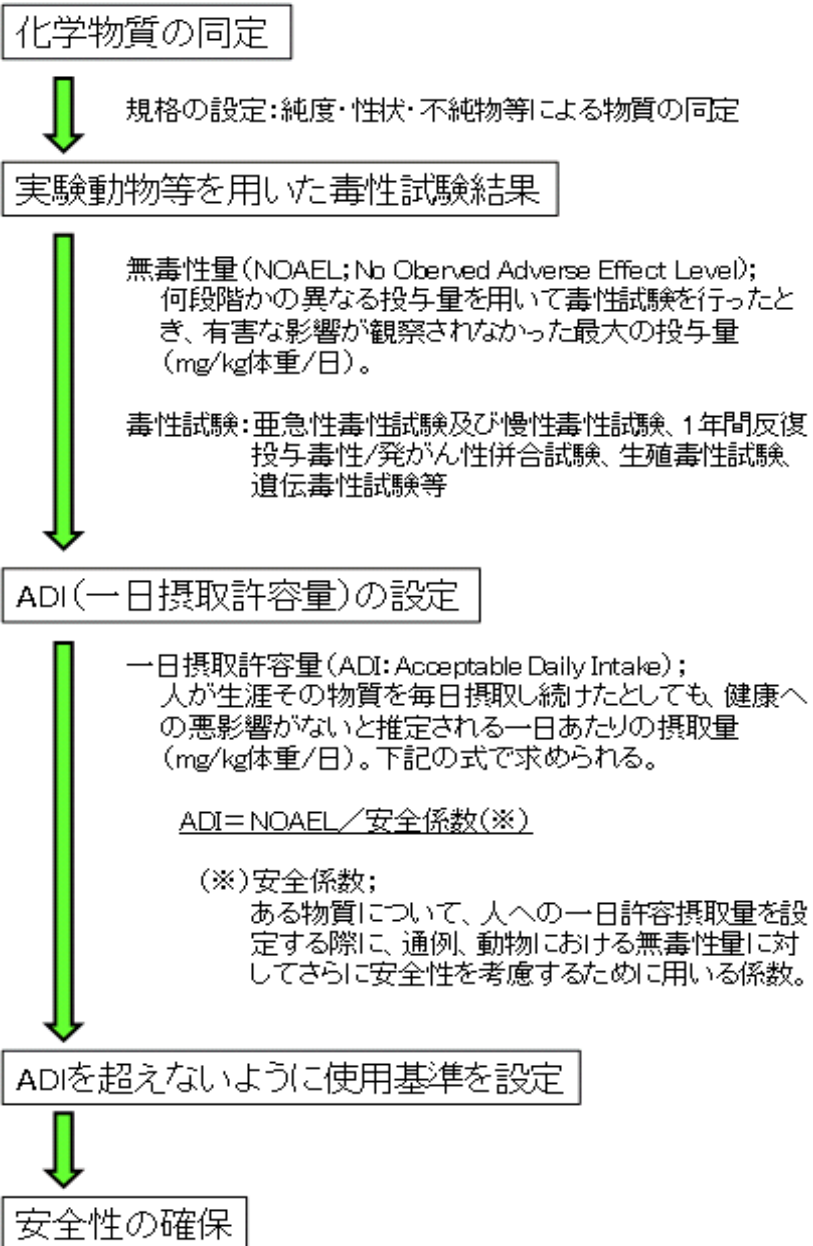 化学物質の同定
規格の設定:純度・性状・不純物等による物質の同定
実験動物等を用いた毒性試験結果
無毒性量(NOAEL;No Oberved Adverse Effect Level);
何段階かの異なる投与量を用いて毒性試験を行ったと
き、有害な影響が観察されなかった最大の投与量
(mg/kg体重/日)。
毒性試験:亜急性毒性試験及び慢性毒性試験、1年間反復
投与毒性/発がん性併合試験、生殖毒性試験、
遺伝毒性試験等
ADI(一日摂取許容量)の設定
一日摂取許容量(ADI:Acceptable Daily Intake);
人が生涯その物質を毎日摂取し続けたとしても、健康へ
の悪影響がないと推定される一日あたりの摂取量
(mg/kg体重/日)。下記の式で求められる。
ADI=NOAEL/安全係数(※)
(※)安全係数;
ある物質について、人への一日許容摂取量を設
定する際に、通例、動物における無毒性量に対
してさらに安全性を考慮するために用いる係数。
ADIを超えないように使用基準を設定
安全性の確保